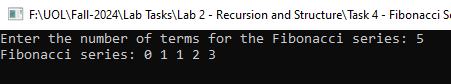 F:\UOL\Fall-2024\Lab Tasks\Lab 2 - Recursion and Structure\Task 4 - Fibonacci Se
Enter the number of terms for the Fibonacci series: 5
Fibonacci series: 0 1 1 2 3